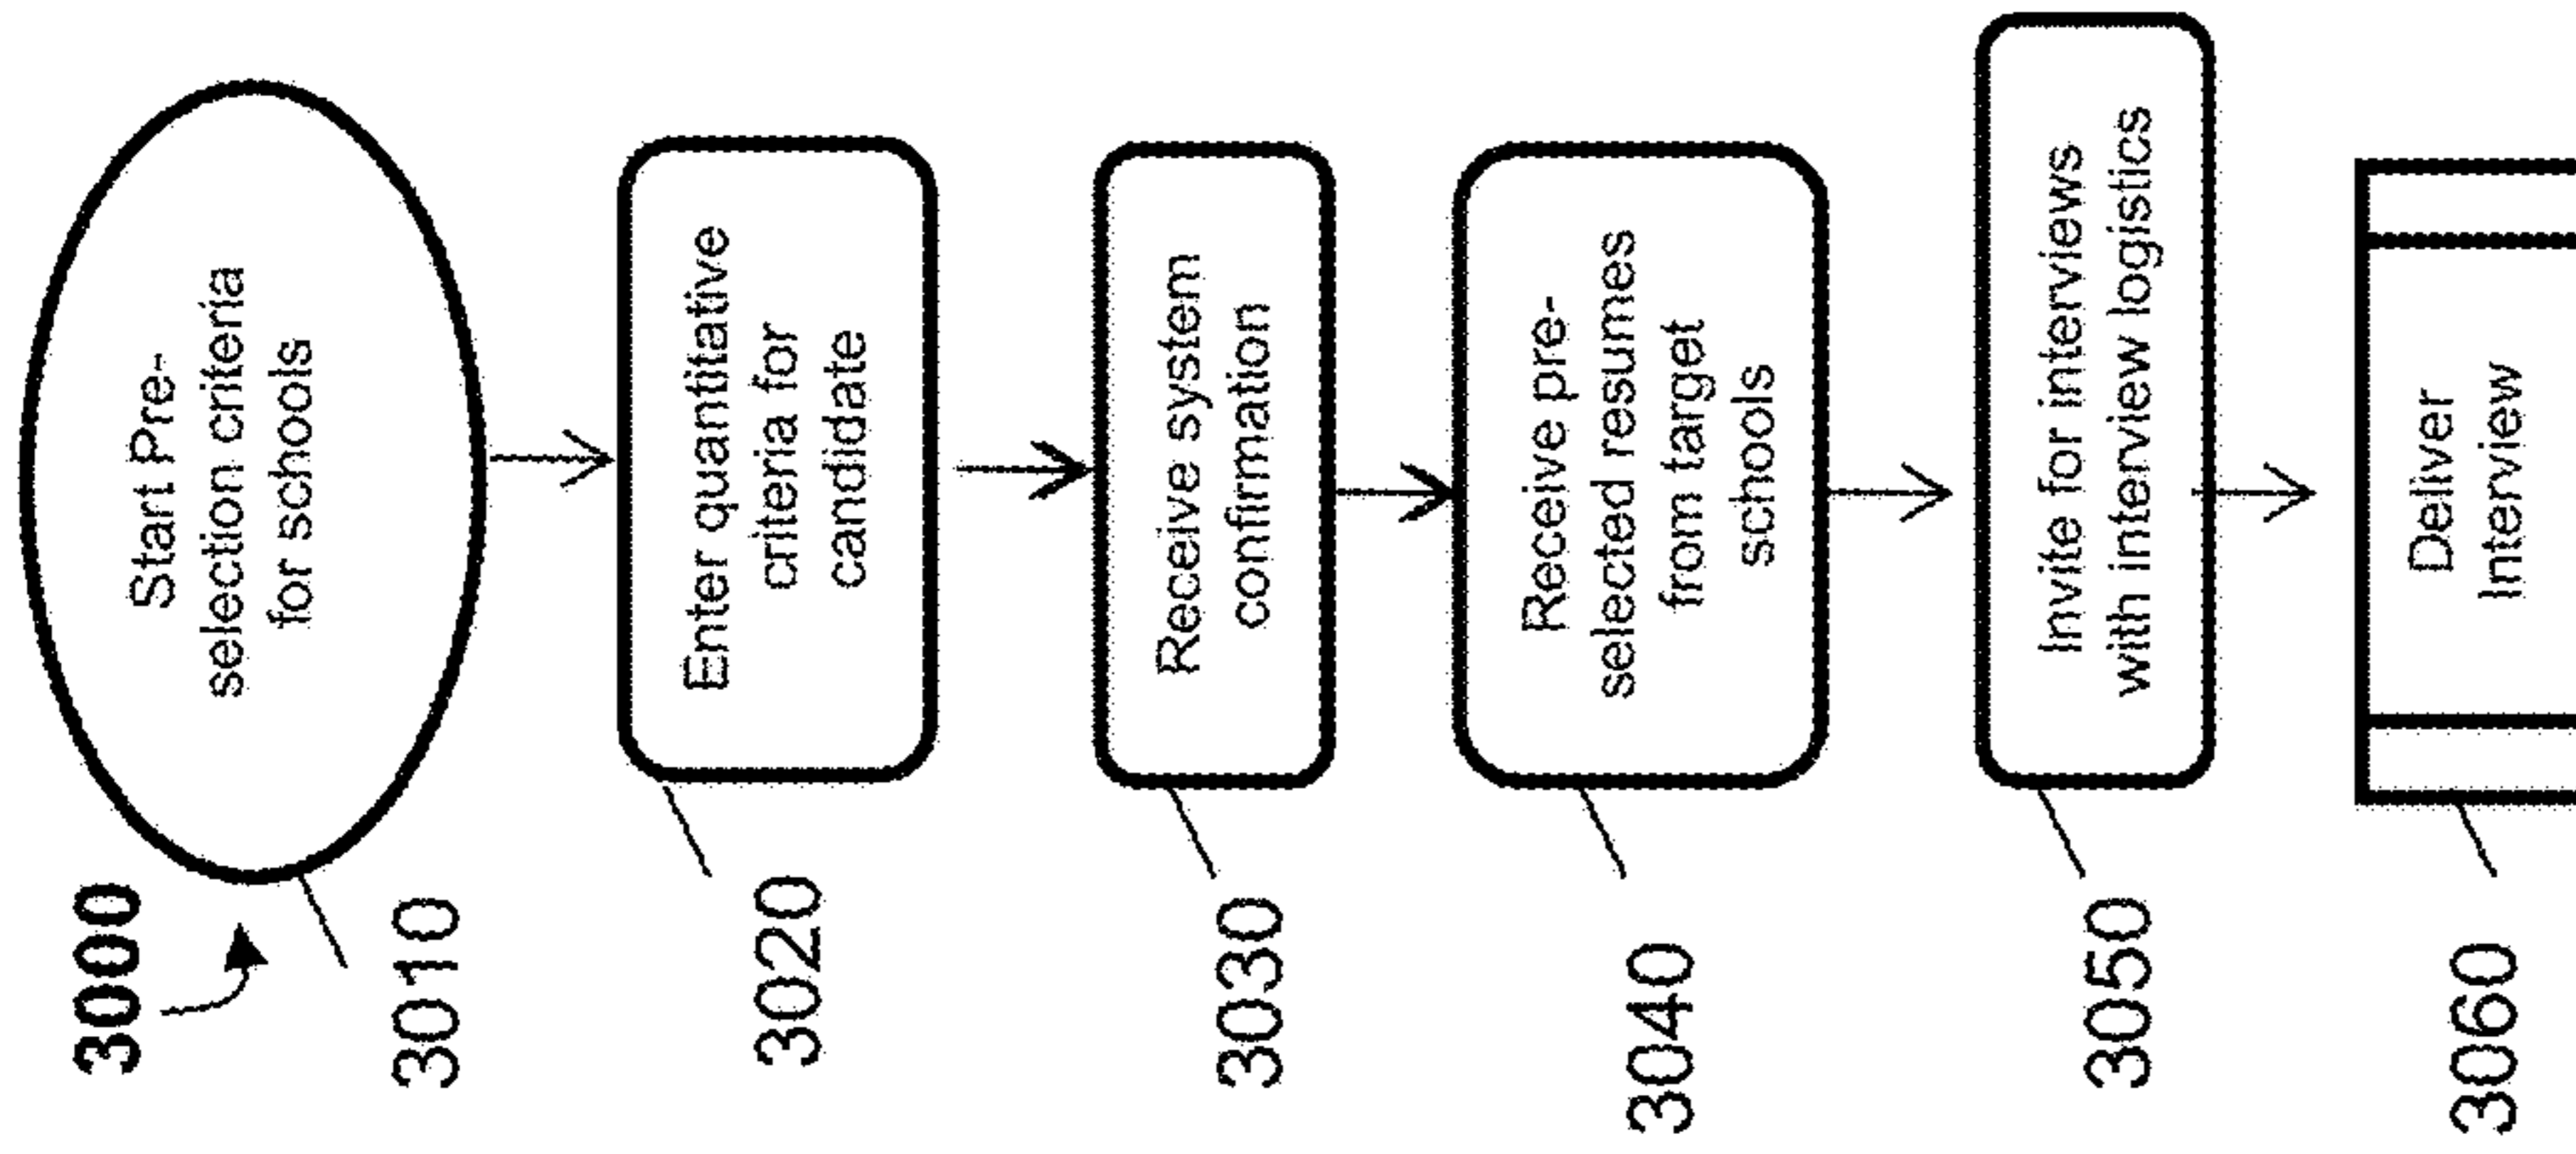 3000
Start Pre-
selection criteria
for schools
3010
Enter quantitative
criteria for
candidate
3020
Receive system
confirmation
3030
Receive pre-
selected resumes
from target
schools
3040
Invite for interviews
with interview logistics
3050
Deliver
Interview
3060